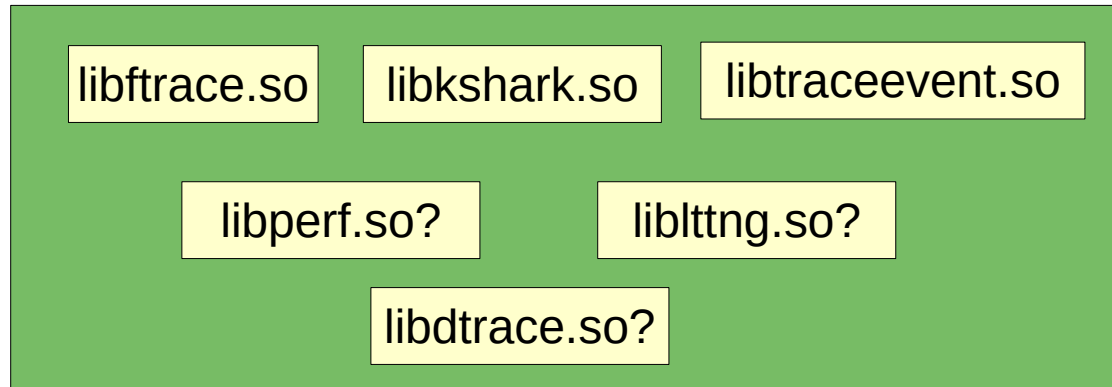 libftrace.so
libkshark.so
libtraceevent.so
libperf.so?
liblttng.so?
libdtrace.so?